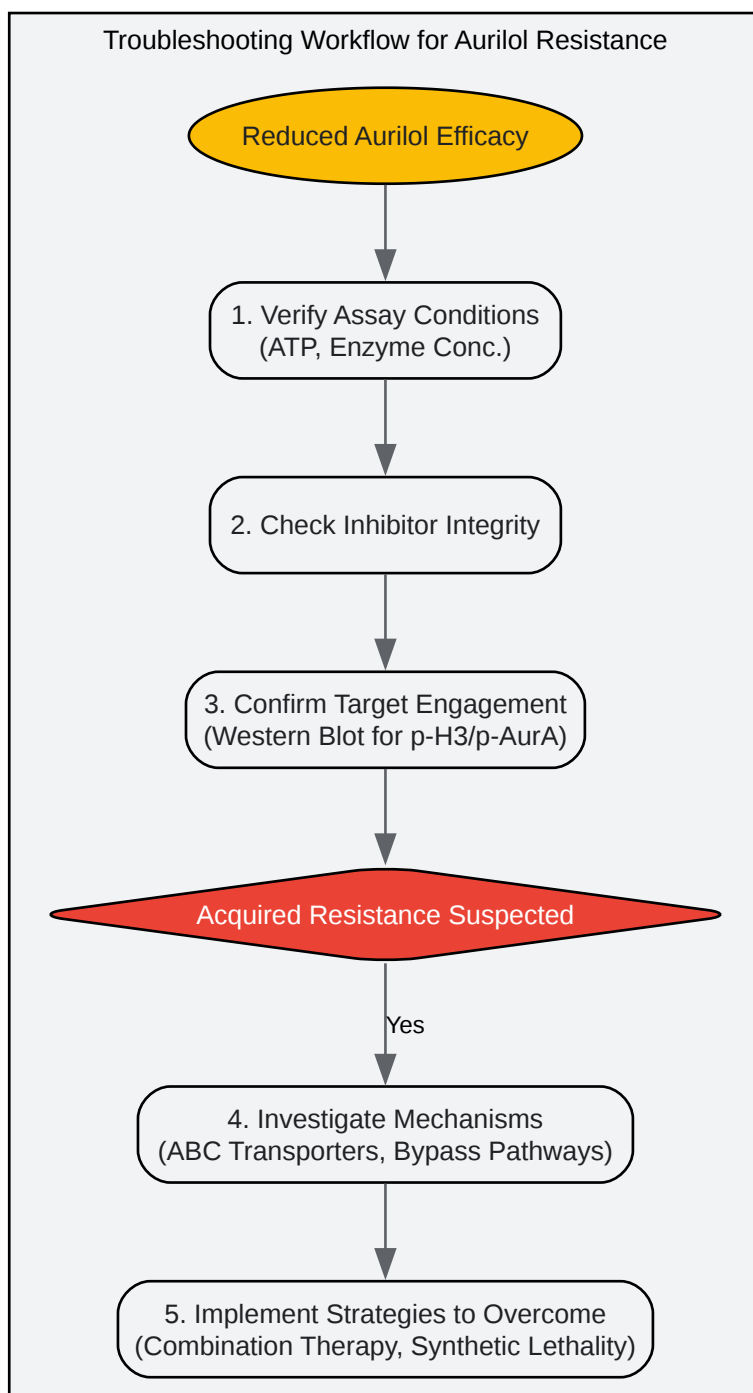 Troubleshooting Workflow for Aurilol Resistance
Reduced Aurilol Efficacy
1. Verify Assay Conditions
(ATP, Enzyme Conc.)
2. Check Inhibitor Integrity
3. Confirm Target Engagement
(Western Blot for p-H3/p-AurA)
Acquired Resistance Suspected
Yes
4. Investigate Mechanisms
(ABC Transporters, Bypass Pathways)
5. Implement Strategies to Overcome
(Combination Therapy, Synthetic Lethality)